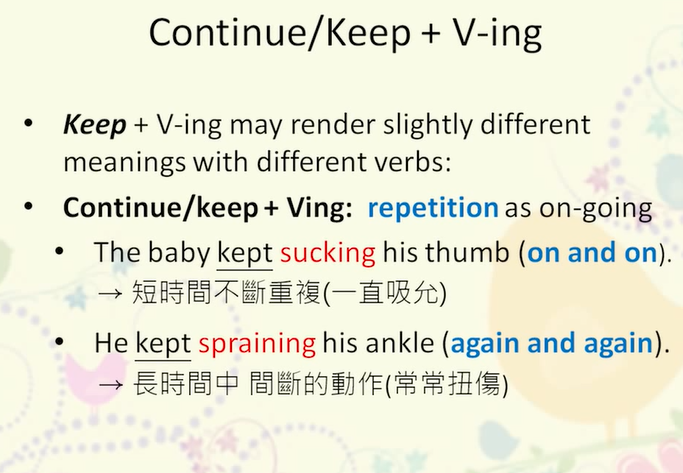 Continue/Keep + V-ing
• Keep + V-ing may render slightly different
meanings with different verbs:
• Continue/keep + Ving: repetition as on-going
• The baby kept sucking his thumb (on and on).
→ 短時間不斷重複(一直吸允)
• He kept spraining his ankle (again and again).
→ 長時間中 間斷的動作(常常扭傷)